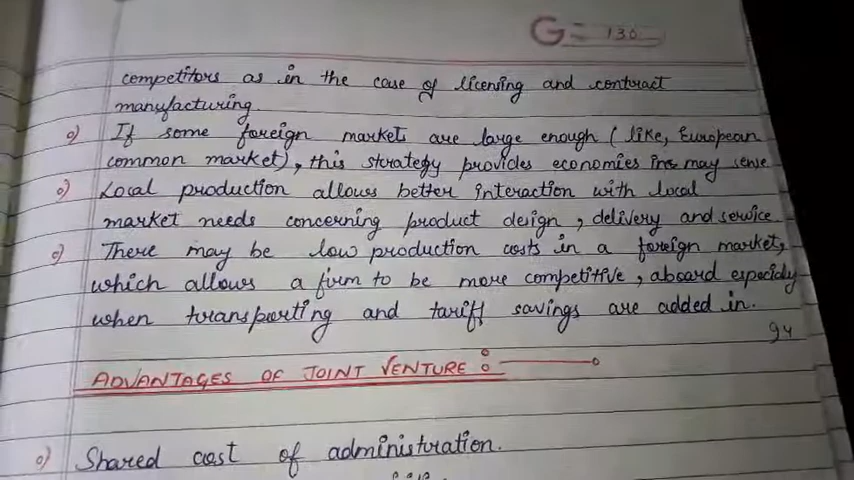 G = 130
competitors as in the case of licensing and contract
manufacturing.
If some foreign markets are large enough (like, European
common market), this strategy provides economies in may sense
Local production allows better interaction with local
market needs concerning product design, delivery and service
There may be low production costs in a foreign market,
which allows a firm to be more competitive, aboard especialy
when transporting and tariff savings are added in.
94
ADVANTAGES OF JOINT VENTURE :
Shared cost of administration.